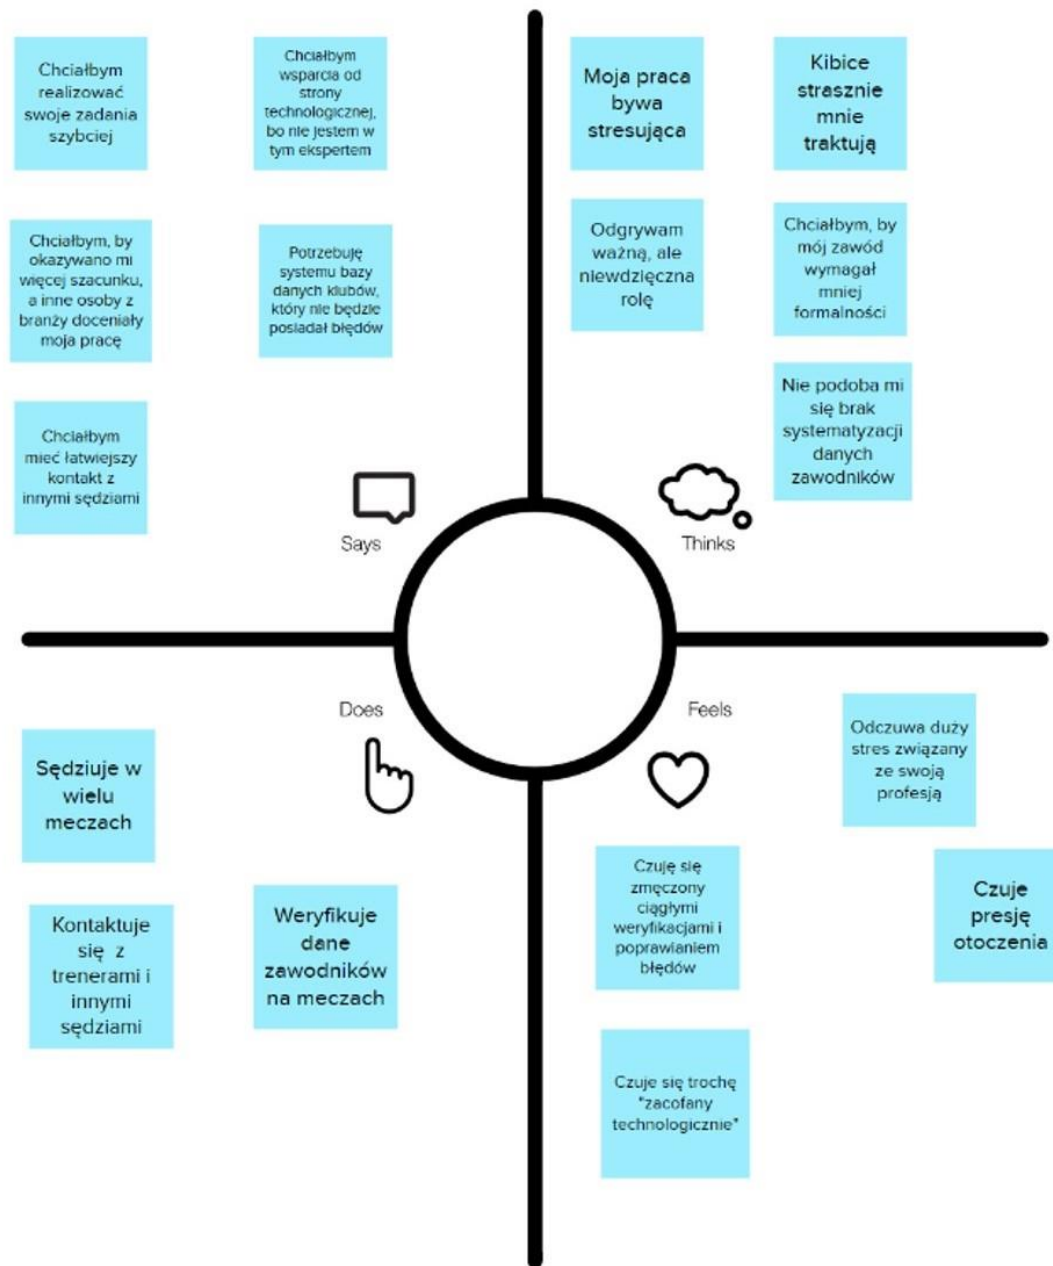 Chciałbym
realizować
swoje zadania
szybciej
Chciałbym
wsparcia od
strony
technologicznej,
bo nie jestem w
tym ekspertem
Chciałbym, by
okazywano mi
więcej szacunku,
a inne osoby z
branży doceniały
moja pracę
Potrzebuję
systemu bazy
danych klubów,
który nie będzie
posiadał błędów
Chciałbym
mieć łatwiejszy
kontakt z
innymi sędziami
Says
Moja praca
bywa
stresująca
Kibice
strasznie
mnie
traktują
Odgrywam
ważną, ale
niewdzięczna
rolę
Chciałbym, by
mój zawód
wymagał
mniej
formalności
Nie podoba mi
się brak
systematyzacji
danych
zawodników
Thinks
Does
Sędziuje w
wielu
meczach
Kontaktuje
się z
trenerami i
innymi
sędziami
Weryfikuje
dane
zawodników
na meczach
Feels
Odczuwa duży
stres związany
ze swoją
profesją
Czuję się
zmęczony
ciągłymi
weryfikacjami i
poprawianiem
błędów
Czuje
presję
otoczenia
Czuje się trochę
"zacofany
technologicznie"